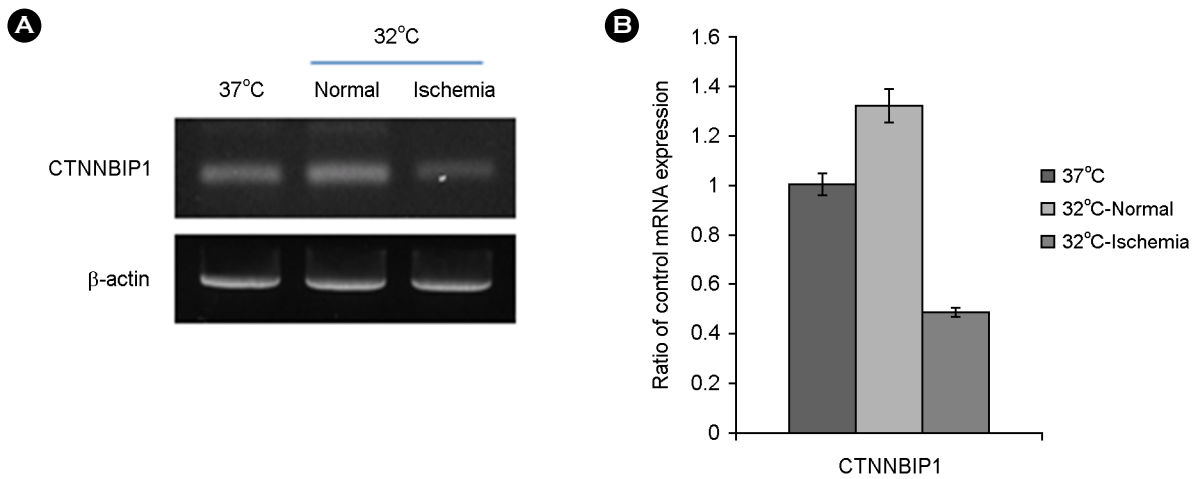 A
32°C
37°C Normal Ischemia
CTNNBIP1
β-actin
B
Ratio of control mRNA expression
1.6
1.4
1.2
1
0.8
0.6
0.4
0.2
0
CTNNBIP1
37°C
32°C-Normal
32°C-Ischemia